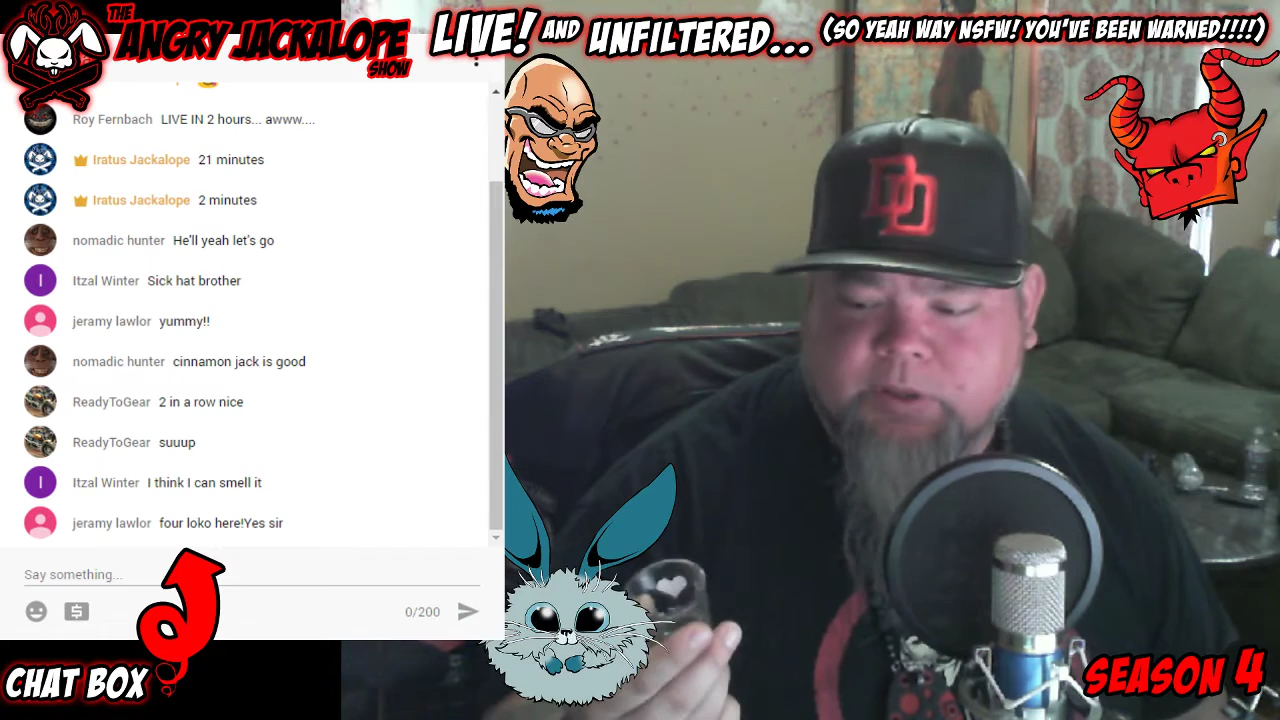 THE
ANGRY JACKALOPE
SHOW
LIVE! AND UNFILTERED... (SO YEAH WAY NSFW! YOU'VE BEEN WARNED!!!!)
Roy Fernbach LIVE IN 2 hours... awww....
Iratus Jackalope 21 minutes
Iratus Jackalope 2 minutes
nomadic hunter He'll yeah let's go
I Itzal Winter Sick hat brother
jeramy lawlor yummy!!
nomadic hunter cinnamon jack is good
ReadyToGear 2 in a row nice
ReadyToGear suuup
I Itzal Winter I think I can smell it
jeramy lawlor four loko here!Yes sir
Say something...
0/200
CHAT BOX
DD
SEASON 4